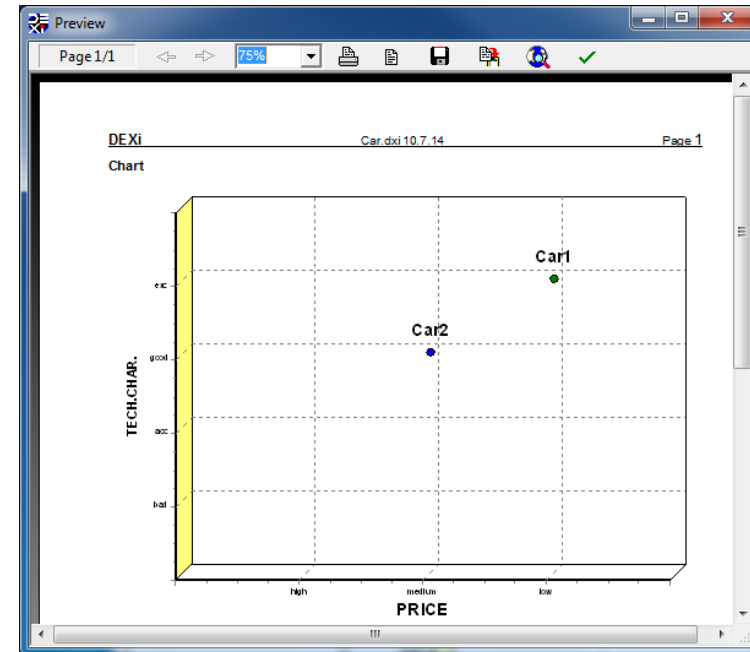 Preview
Page 1/1 75%
DEXi Car.dxi 10.7.14 Page 1
Chart
Car1
exc
Car2
good
TECH.CHAR.
acc
bad
high medium low
PRICE